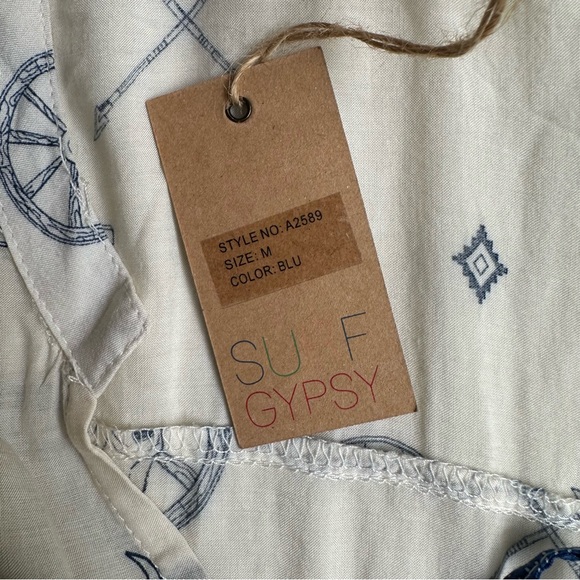 STYLE NO: A2589
SIZE: M
COLOR: BLU
SU F
GYPSY